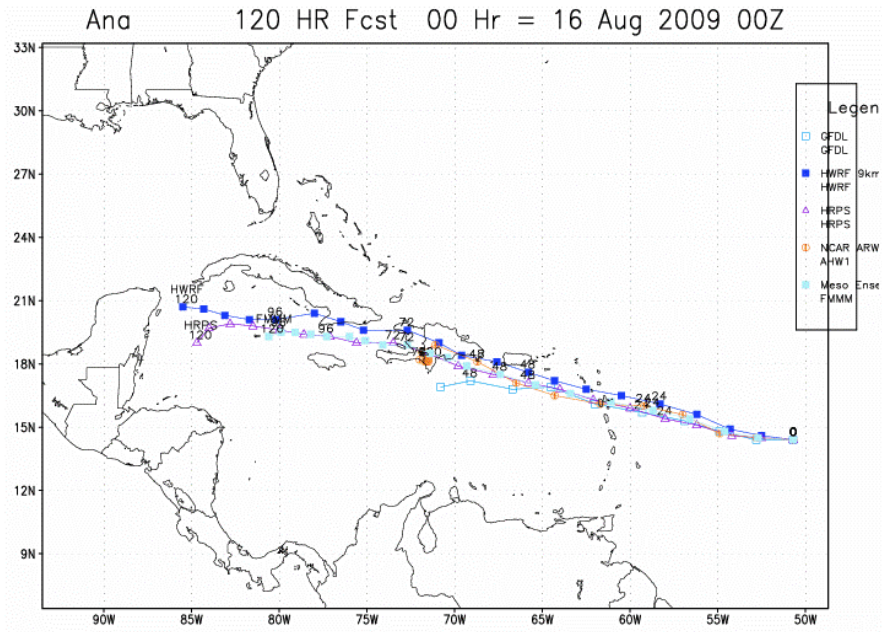 Ana 120 HR Fcst 00 Hr = 16 Aug 2009 00Z
33N
30N
27N
24N
21N
18N
15N
12N
9N
90W 85W 80W 75W 70W 65W 60W 55W 50W
Legen
GFDL
GFDL
HWRF 9km
HWRF
HRPS
HRPS
NCAR ARW
AHW1
Meso Ense
FMMM
HWRF
120
HRPS
120
96
FMMM
120
96
72
72
72
48
48
48
48
24
24
24
0